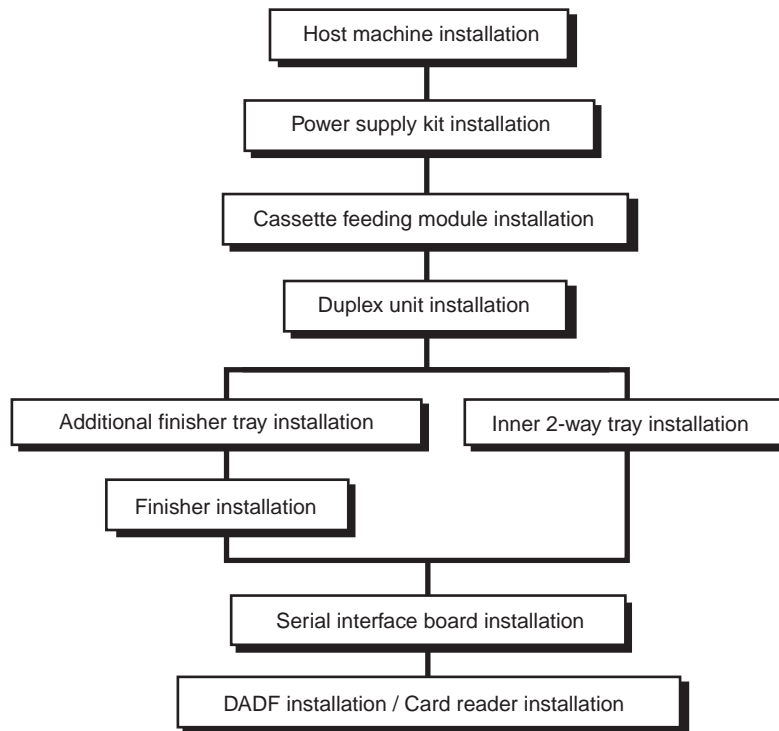 Host machine installation
Power supply kit installation
Cassette feeding module installation
Duplex unit installation
Additional finisher tray installation
Inner 2-way tray installation
Finisher installation
Serial interface board installation
DADF installation / Card reader installation